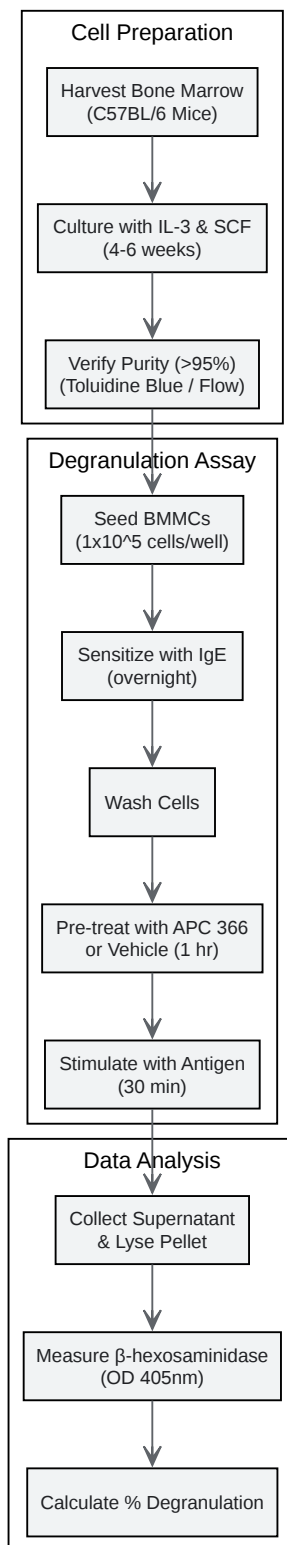 Cell Preparation
Harvest Bone Marrow
(C57BL/6 Mice)
Culture with IL-3 & SCF
(4-6 weeks)
Verify Purity (>95%)
(Toluidine Blue / Flow)
Degranulation Assay
Seed BMMCs
(1x10^5 cells/well)
Sensitize with IgE
(overnight)
Wash Cells
Pre-treat with APC 366
or Vehicle (1 hr)
Stimulate with Antigen
(30 min)
Data Analysis
Collect Supernatant
& Lyse Pellet
Measure β-hexosaminidase
(OD 405nm)
Calculate % Degranulation